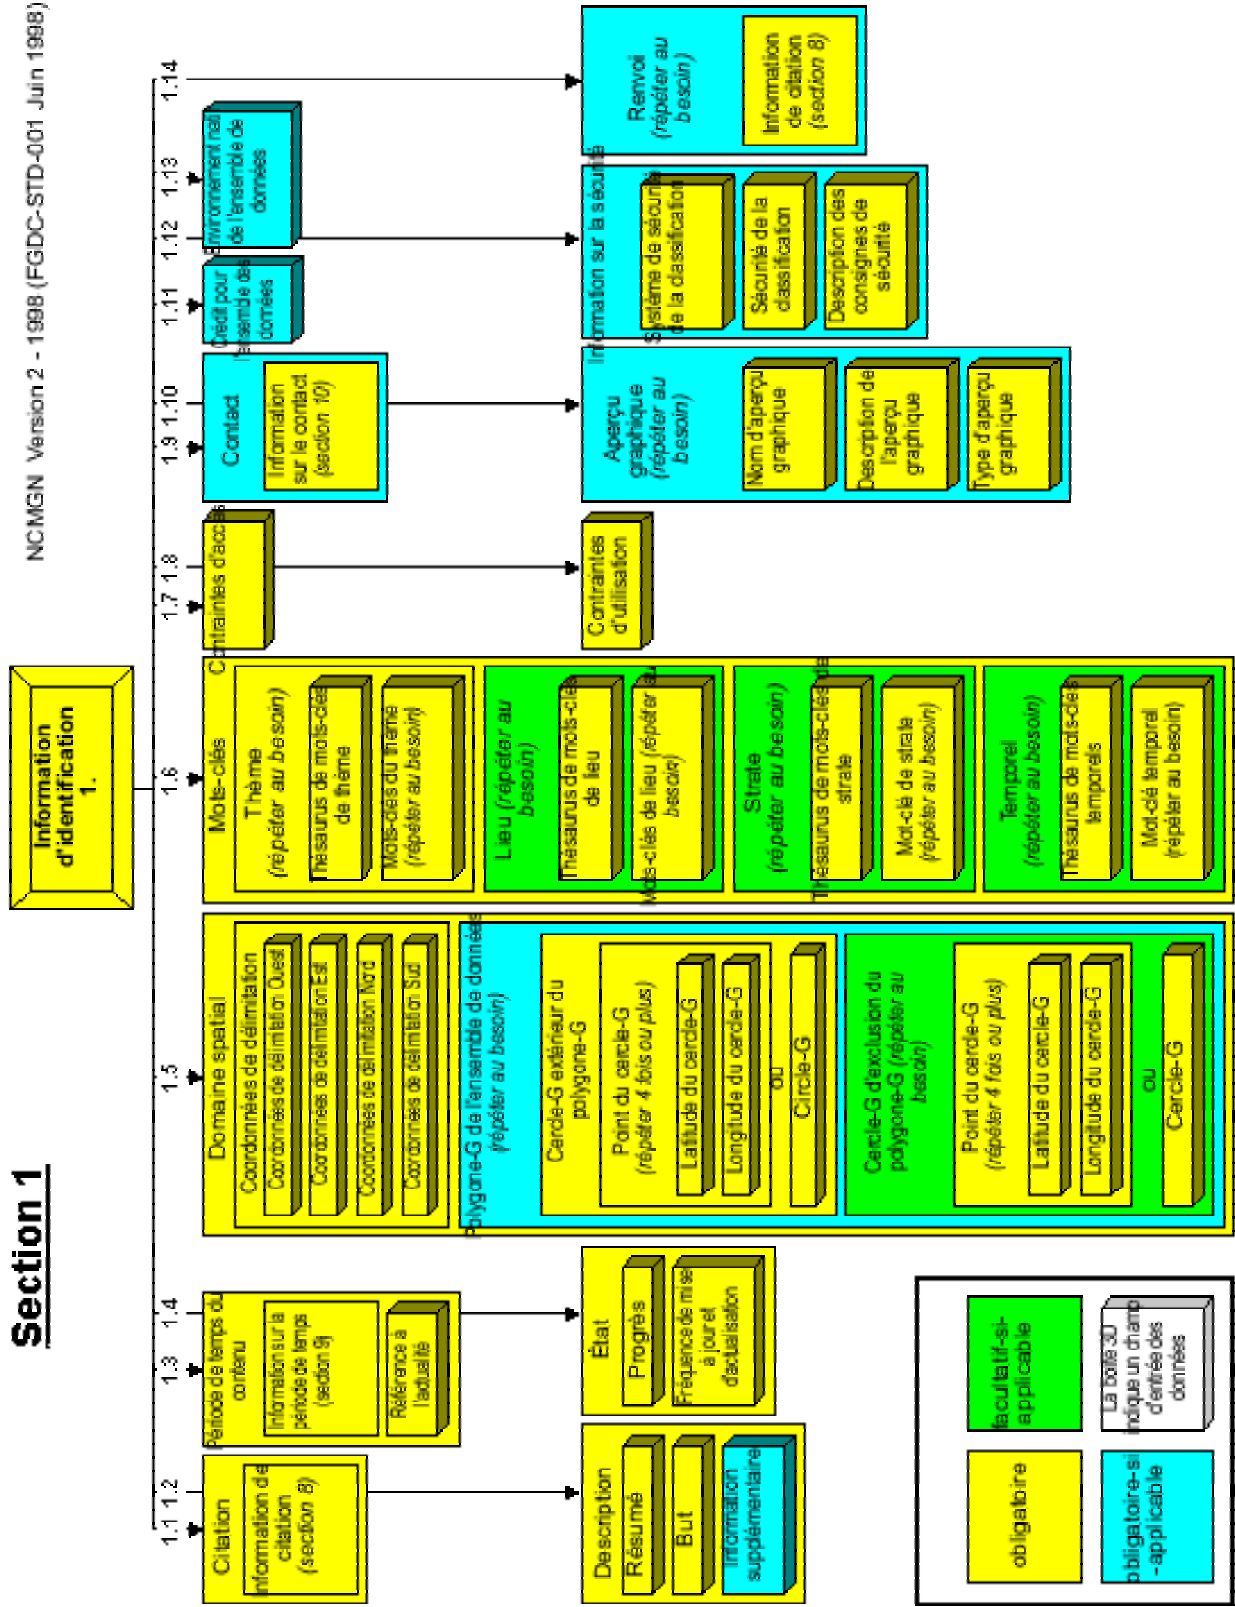 Section 1
NCMGN Version 2 - 1998 (FGDC-STD-001 Juin 1998)
Information
d'identification
1.
1.1
1.2
1.3
1.4
1.5
1.6
1.7
1.8
1.9
1.10
1.11
1.12
1.13
1.14
Citation
Information de
citation
(section 8)
Période de temps du
contenu
Information sur la
période de temps
(section 9)
Référence à
l'actualité
Domaine spatial
Coordonnées de délimitation
Coordonnées de délimitation Ouest
Coordonnées de délimitation Est
Coordonnées de délimitation Nord
Coordonnées de délimitation Sud
Polygone-G de l'ensemble de données
(répéter au besoin)
Cercle-G extérieur du
polygone-G
Point du cercle-G
(répéter 4 fois ou plus)
Latitude du cercle-G
Longitude du cercle-G
ou
Circle-G
Cercle-G d'exclusion du
polygone-G (répéter au
besoin)
Point du cercle-G
(répéter 4 fois ou plus)
Latitude du cercle-G
Longitude du cercle-G
ou
Cercle-G
Mots-clés
Thème
(répéter au besoin)
Thésaurus de mots-clés
de thème
Mots-clés du thème
(répéter au besoin)
Lieu (répéter au
besoin)
Thésaurus de mots-clés
de lieu
Mots-clés de lieu (répéter au
besoin)
Strate
(répéter au besoin)
Thésaurus de mots-clés de
strate
Mot-clé de strate
(répéter au besoin)
Temporel
(répéter au besoin)
Thésaurus de mots-clés
temporels
Mot-clé temporel
(répéter au besoin)
Contraintes d'accès
Contact
Information
sur le contact
(section 10)
Crédit pour
l'ensemble des
données
Environnement nati
de l'ensemble de
données
Description
Résumé
But
Information
supplémentaire
État
Progrès
Fréquence de mise
à jour et
d'actualisation
Contraintes
d'utilisation
Aperçu
graphique
(répéter au
besoin)
Nom d'aperçu
graphique
Description de
l'aperçu
graphique
Type d'aperçu
graphique
Information sur la sécurité
Système de sécurité
de la classification
Sécurité de la
classification
Description des
consignes de
sécurité
Renvoi
(répéter au
besoin)
Information
de citation
(section 8)
obligatoire
facultatif-si-
applicable
obligatoire-si
-applicable
La boîte 3D
indique un champ
d'entrée des
données